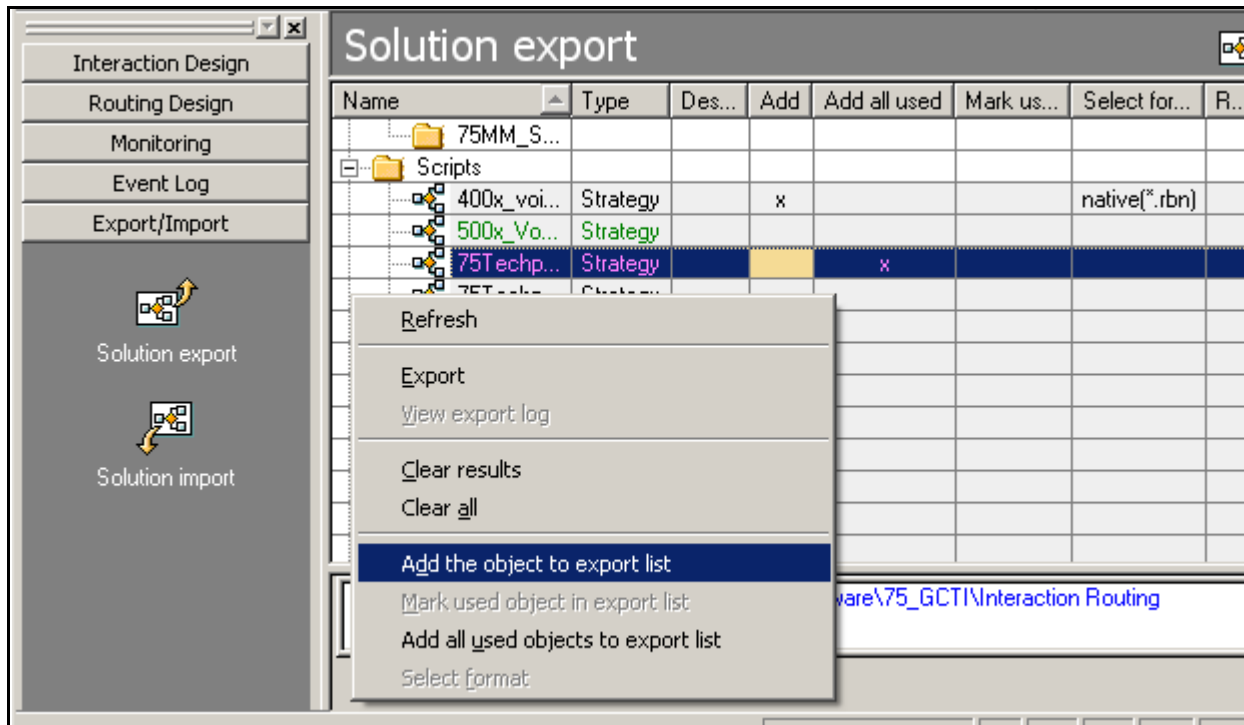 Interaction Design
Routing Design
Monitoring
Event Log
Export/Import
Solution export
Solution import
Solution export
Name Type Des... Add Add all used Mark us... Select for... R...
75MM_S...
Scripts
400x_voi... Strategy x native(*.rbn)
500x_Vo... Strategy
75Techp... Strategy x
Refresh
Export
View export log
Clear results
Clear all
Add the object to export list
Mark used object in export list
Add all used objects to export list
Select format
\75_GCTI\Interaction Routing